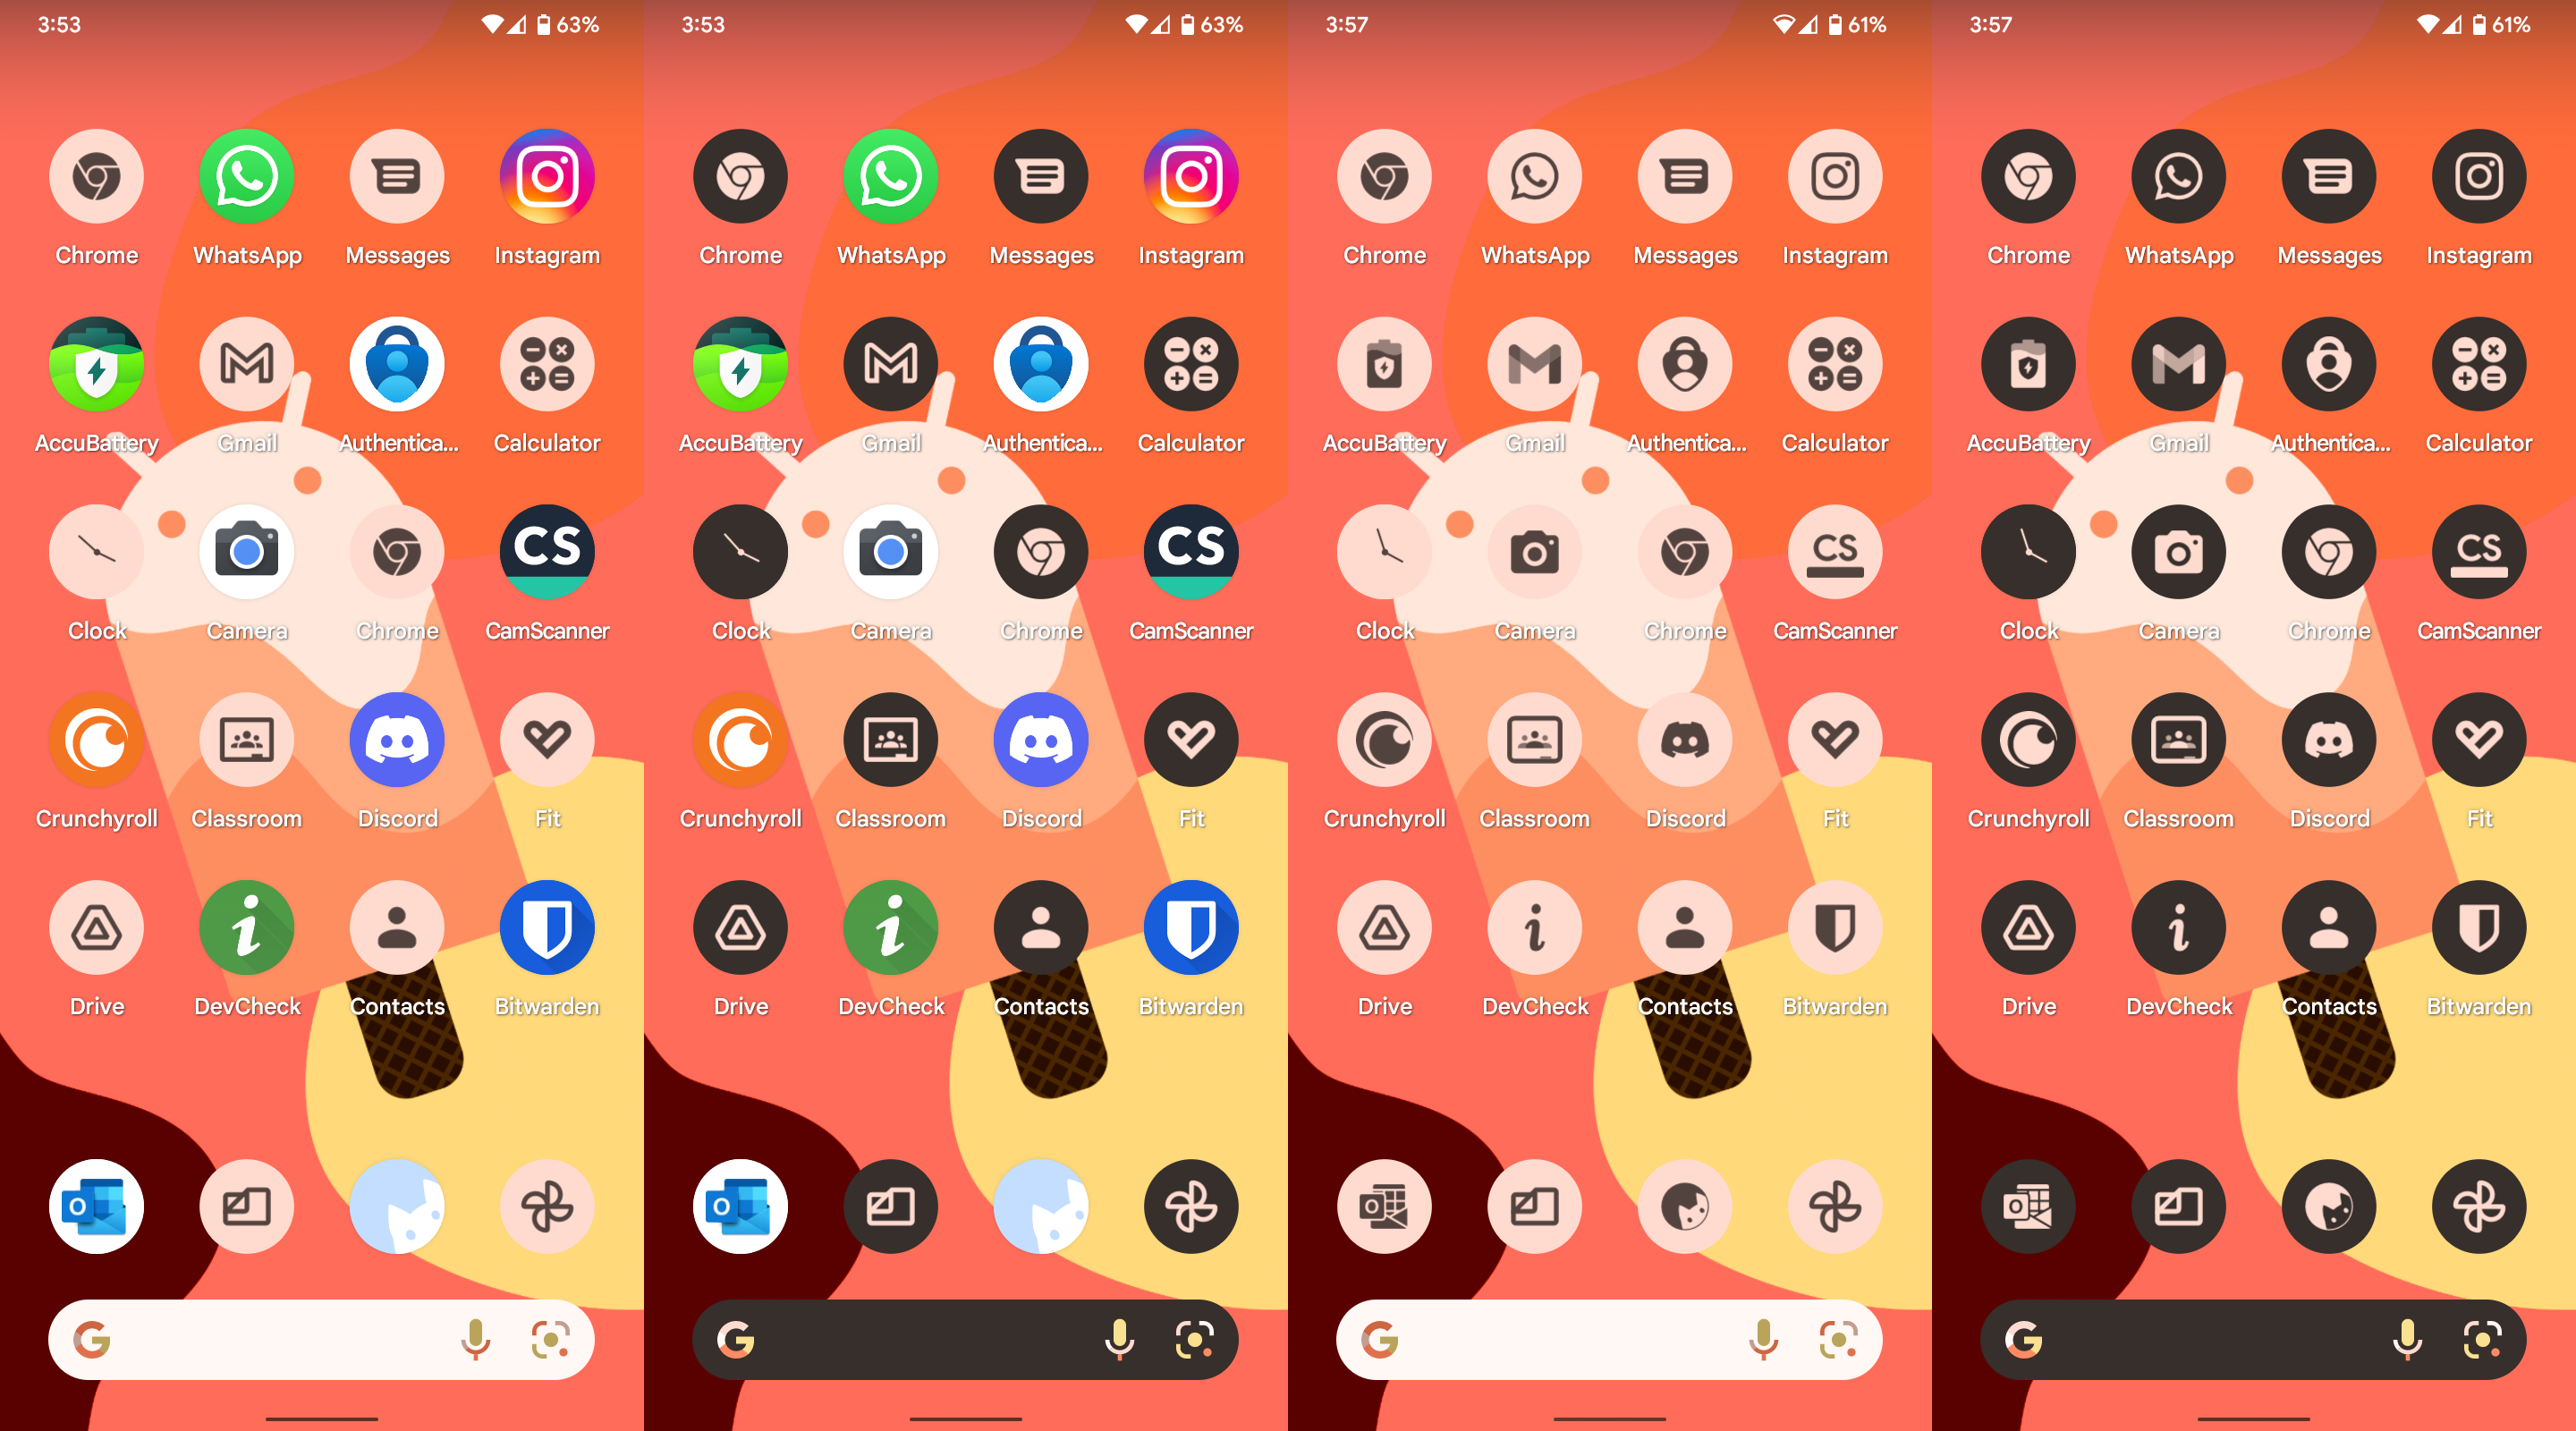 3:53 63%
Chrome WhatsApp Messages Instagram
AccuBattery Gmail Authentica... Calculator
CS
Clock Camera Chrome CamScanner
Crunchyroll Classroom Discord Fit
i
Drive DevCheck Contacts Bitwarden
O
G
3:53 63%
Chrome WhatsApp Messages Instagram
AccuBattery Gmail Authentica... Calculator
CS
Clock Camera Chrome CamScanner
Crunchyroll Classroom Discord Fit
i
Drive DevCheck Contacts Bitwarden
O
G
3:57 61%
Chrome WhatsApp Messages Instagram
AccuBattery Gmail Authentica... Calculator
CS
Clock Camera Chrome CamScanner
Crunchyroll Classroom Discord Fit
i
Drive DevCheck Contacts Bitwarden
O
G
3:57 61%
Chrome WhatsApp Messages Instagram
AccuBattery Gmail Authentica... Calculator
CS
Clock Camera Chrome CamScanner
Crunchyroll Classroom Discord Fit
i
Drive DevCheck Contacts Bitwarden
O
G